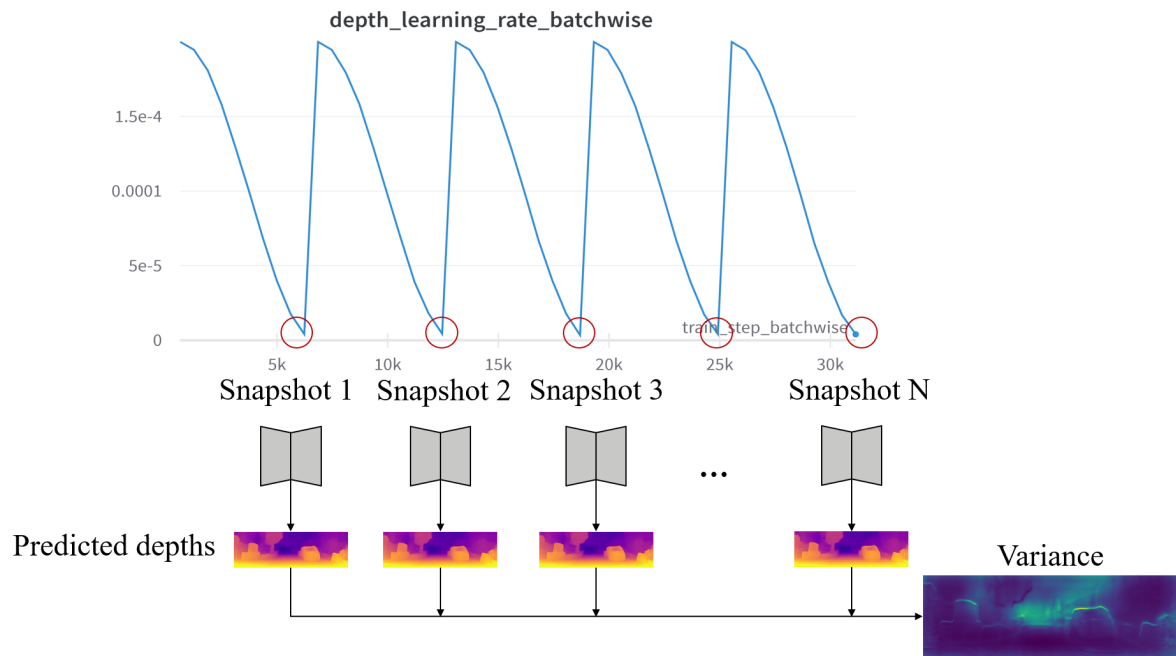 depth_learning_rate_batchwise
1.5e-4
0.0001
5e-5
train_step_batchwise
0
5k 10k 15k 20k 25k 30k
Snapshot 1 Snapshot 2 Snapshot 3 Snapshot N
...
Predicted depths
Variance